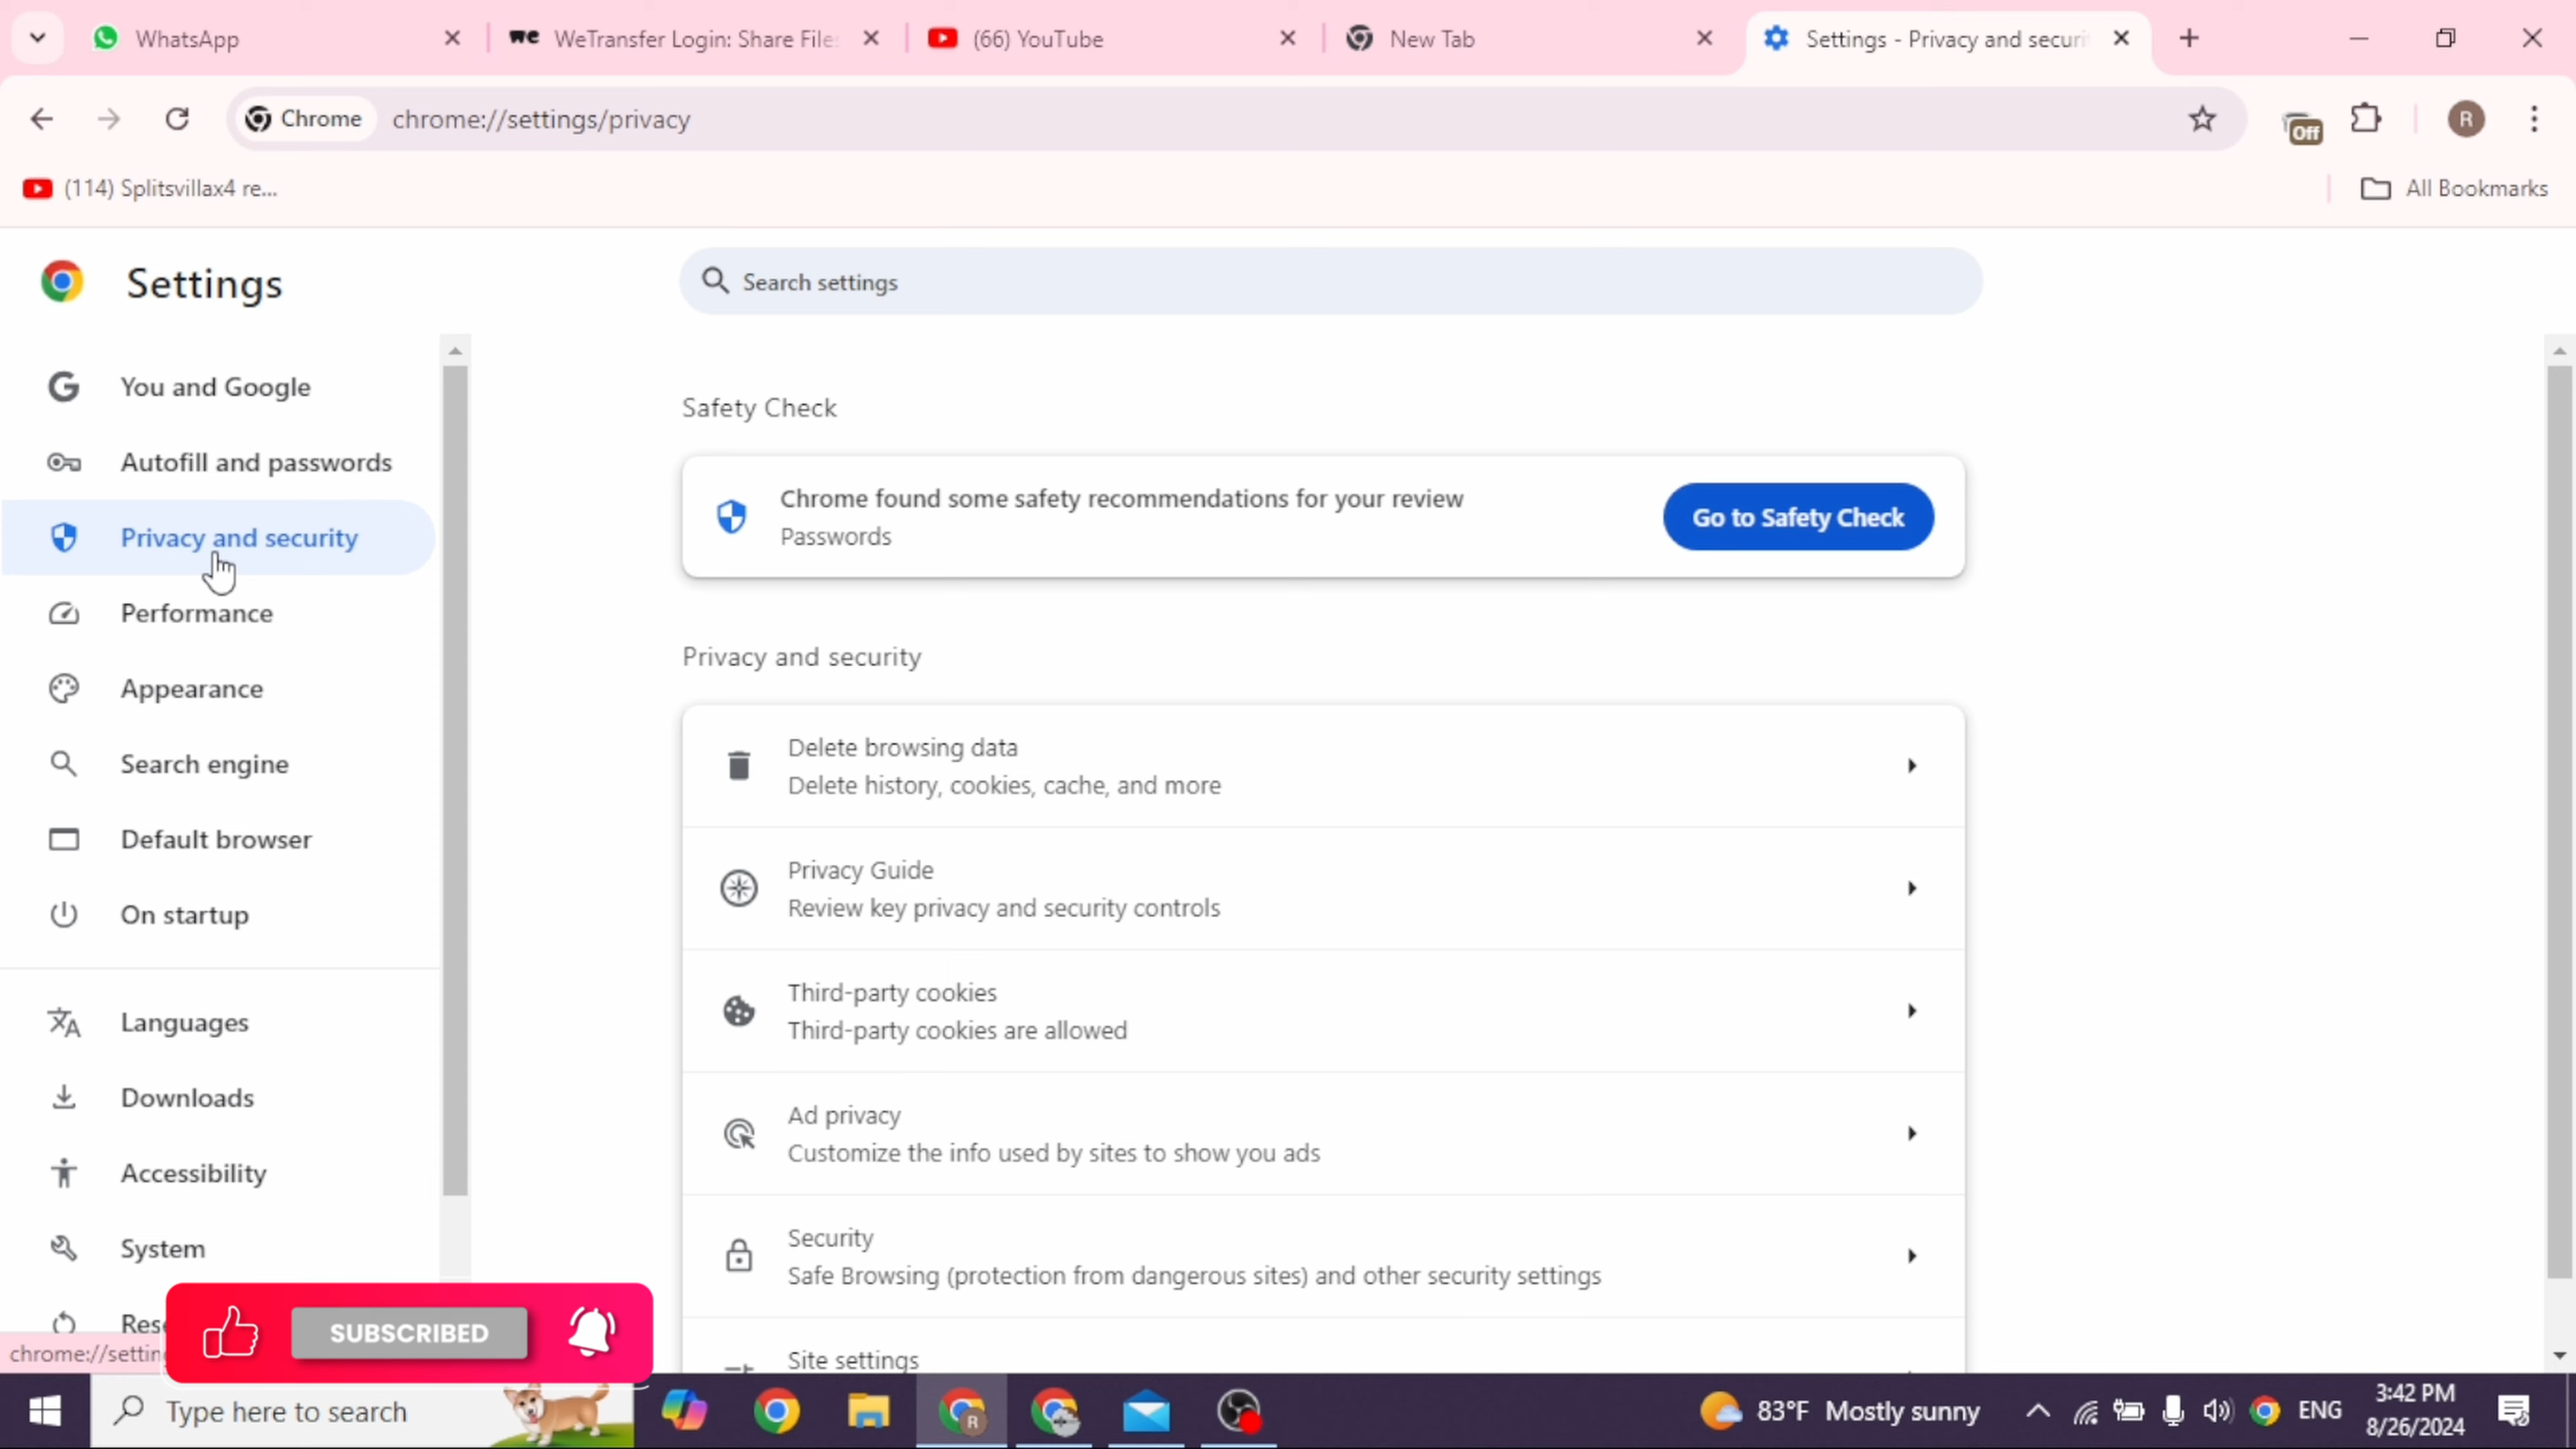 WhatsApp
WeTransfer Login: Share File:
(66) YouTube
New Tab
Settings - Privacy and securi
Chrome
chrome://settings/privacy
Off
R
(114) Splitsvillax4 re...
All Bookmarks
Settings
Search settings
You and Google
Autofill and passwords
Privacy and security
Performance
Appearance
Search engine
Default browser
On startup
Languages
Downloads
Accessibility
System
Rese
chrome://settin
Safety Check
Chrome found some safety recommendations for your review
Passwords
Go to Safety Check
Privacy and security
Delete browsing data
Delete history, cookies, cache, and more
Privacy Guide
Review key privacy and security controls
Third-party cookies
Third-party cookies are allowed
Ad privacy
Customize the info used by sites to show you ads
Security
Safe Browsing (protection from dangerous sites) and other security settings
Site settings
SUBSCRIBED
Type here to search
R
83°F Mostly sunny
ENG
3:42 PM
8/26/2024